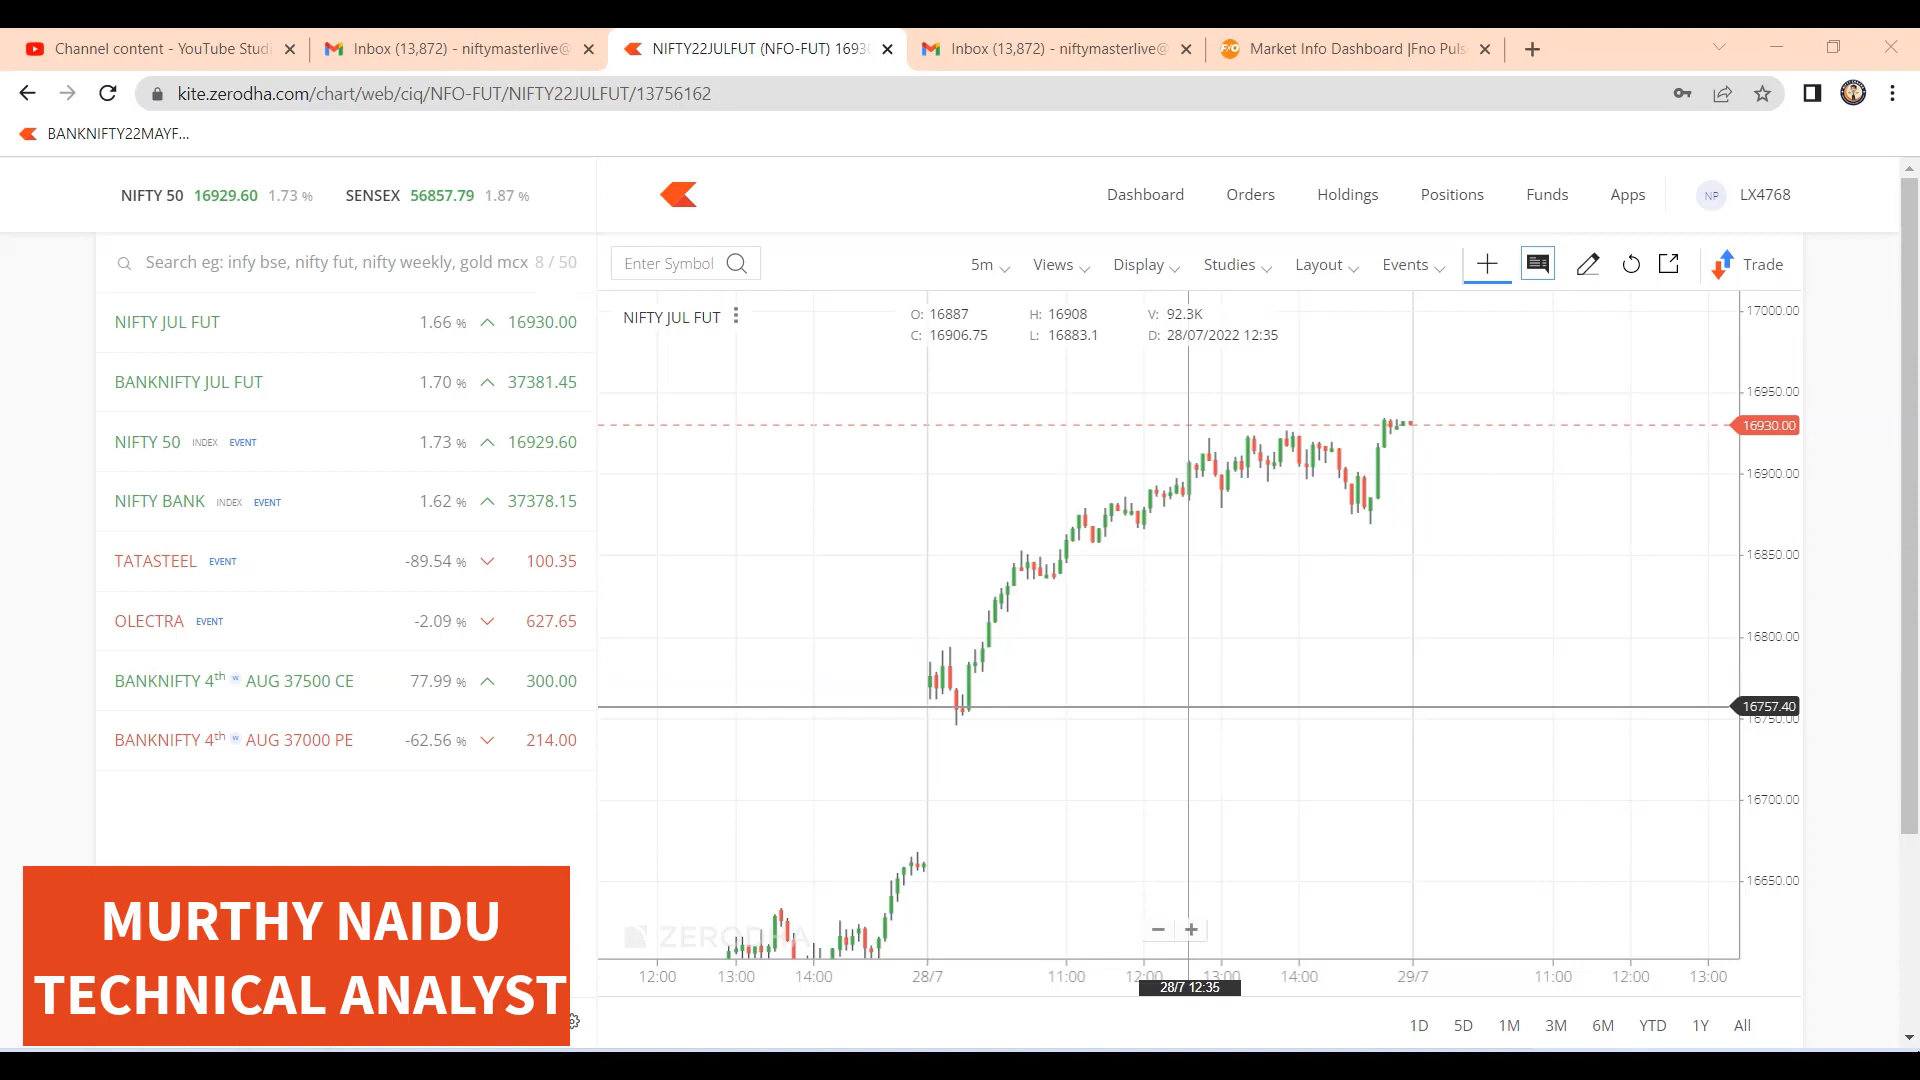 Channel content - YouTube Studi
Inbox (13,872) - niftymasterlive@
NIFTY22JULFUT (NFO-FUT) 1693
Inbox (13,872) - niftymasterlive@
Market Info Dashboard |Fno Puls
kite.zerodha.com/chart/web/ciq/NFO-FUT/NIFTY22JULFUT/13756162
BANKNIFTY22MAYF...
NIFTY 50 16929.60 1.73 % SENSEX 56857.79 1.87 %
Dashboard Orders Holdings Positions Funds Apps NP LX4768
Search eg: infy bse, nifty fut, nifty weekly, gold mcx 8 / 50
Enter Symbol 5m Views Display Studies Layout Events Trade
NIFTY JUL FUT 1.66 % 16930.00
BANKNIFTY JUL FUT 1.70 % 37381.45
NIFTY 50 INDEX EVENT 1.73 % 16929.60
NIFTY BANK INDEX EVENT 1.62 % 37378.15
TATASTEEL EVENT -89.54 % 100.35
OLECTRA EVENT -2.09 % 627.65
BANKNIFTY 4th w AUG 37500 CE 77.99 % 300.00
BANKNIFTY 4th w AUG 37000 PE -62.56 % 214.00
NIFTY JUL FUT
O: 16887 H: 16908 V: 92.3K
C: 16906.75 L: 16883.1 D: 28/07/2022 12:35
17000.00
16950.00
16930.00
16900.00
16850.00
16800.00
16757.40
16750.00
16700.00
16650.00
ZERODHA
12:00 13:00 14:00 28/7 11:00 12:00 13:00 14:00 29/7 11:00 12:00 13:00
28/7 12:35
1D 5D 1M 3M 6M YTD 1Y All
MURTHY NAIDU
TECHNICAL ANALYST